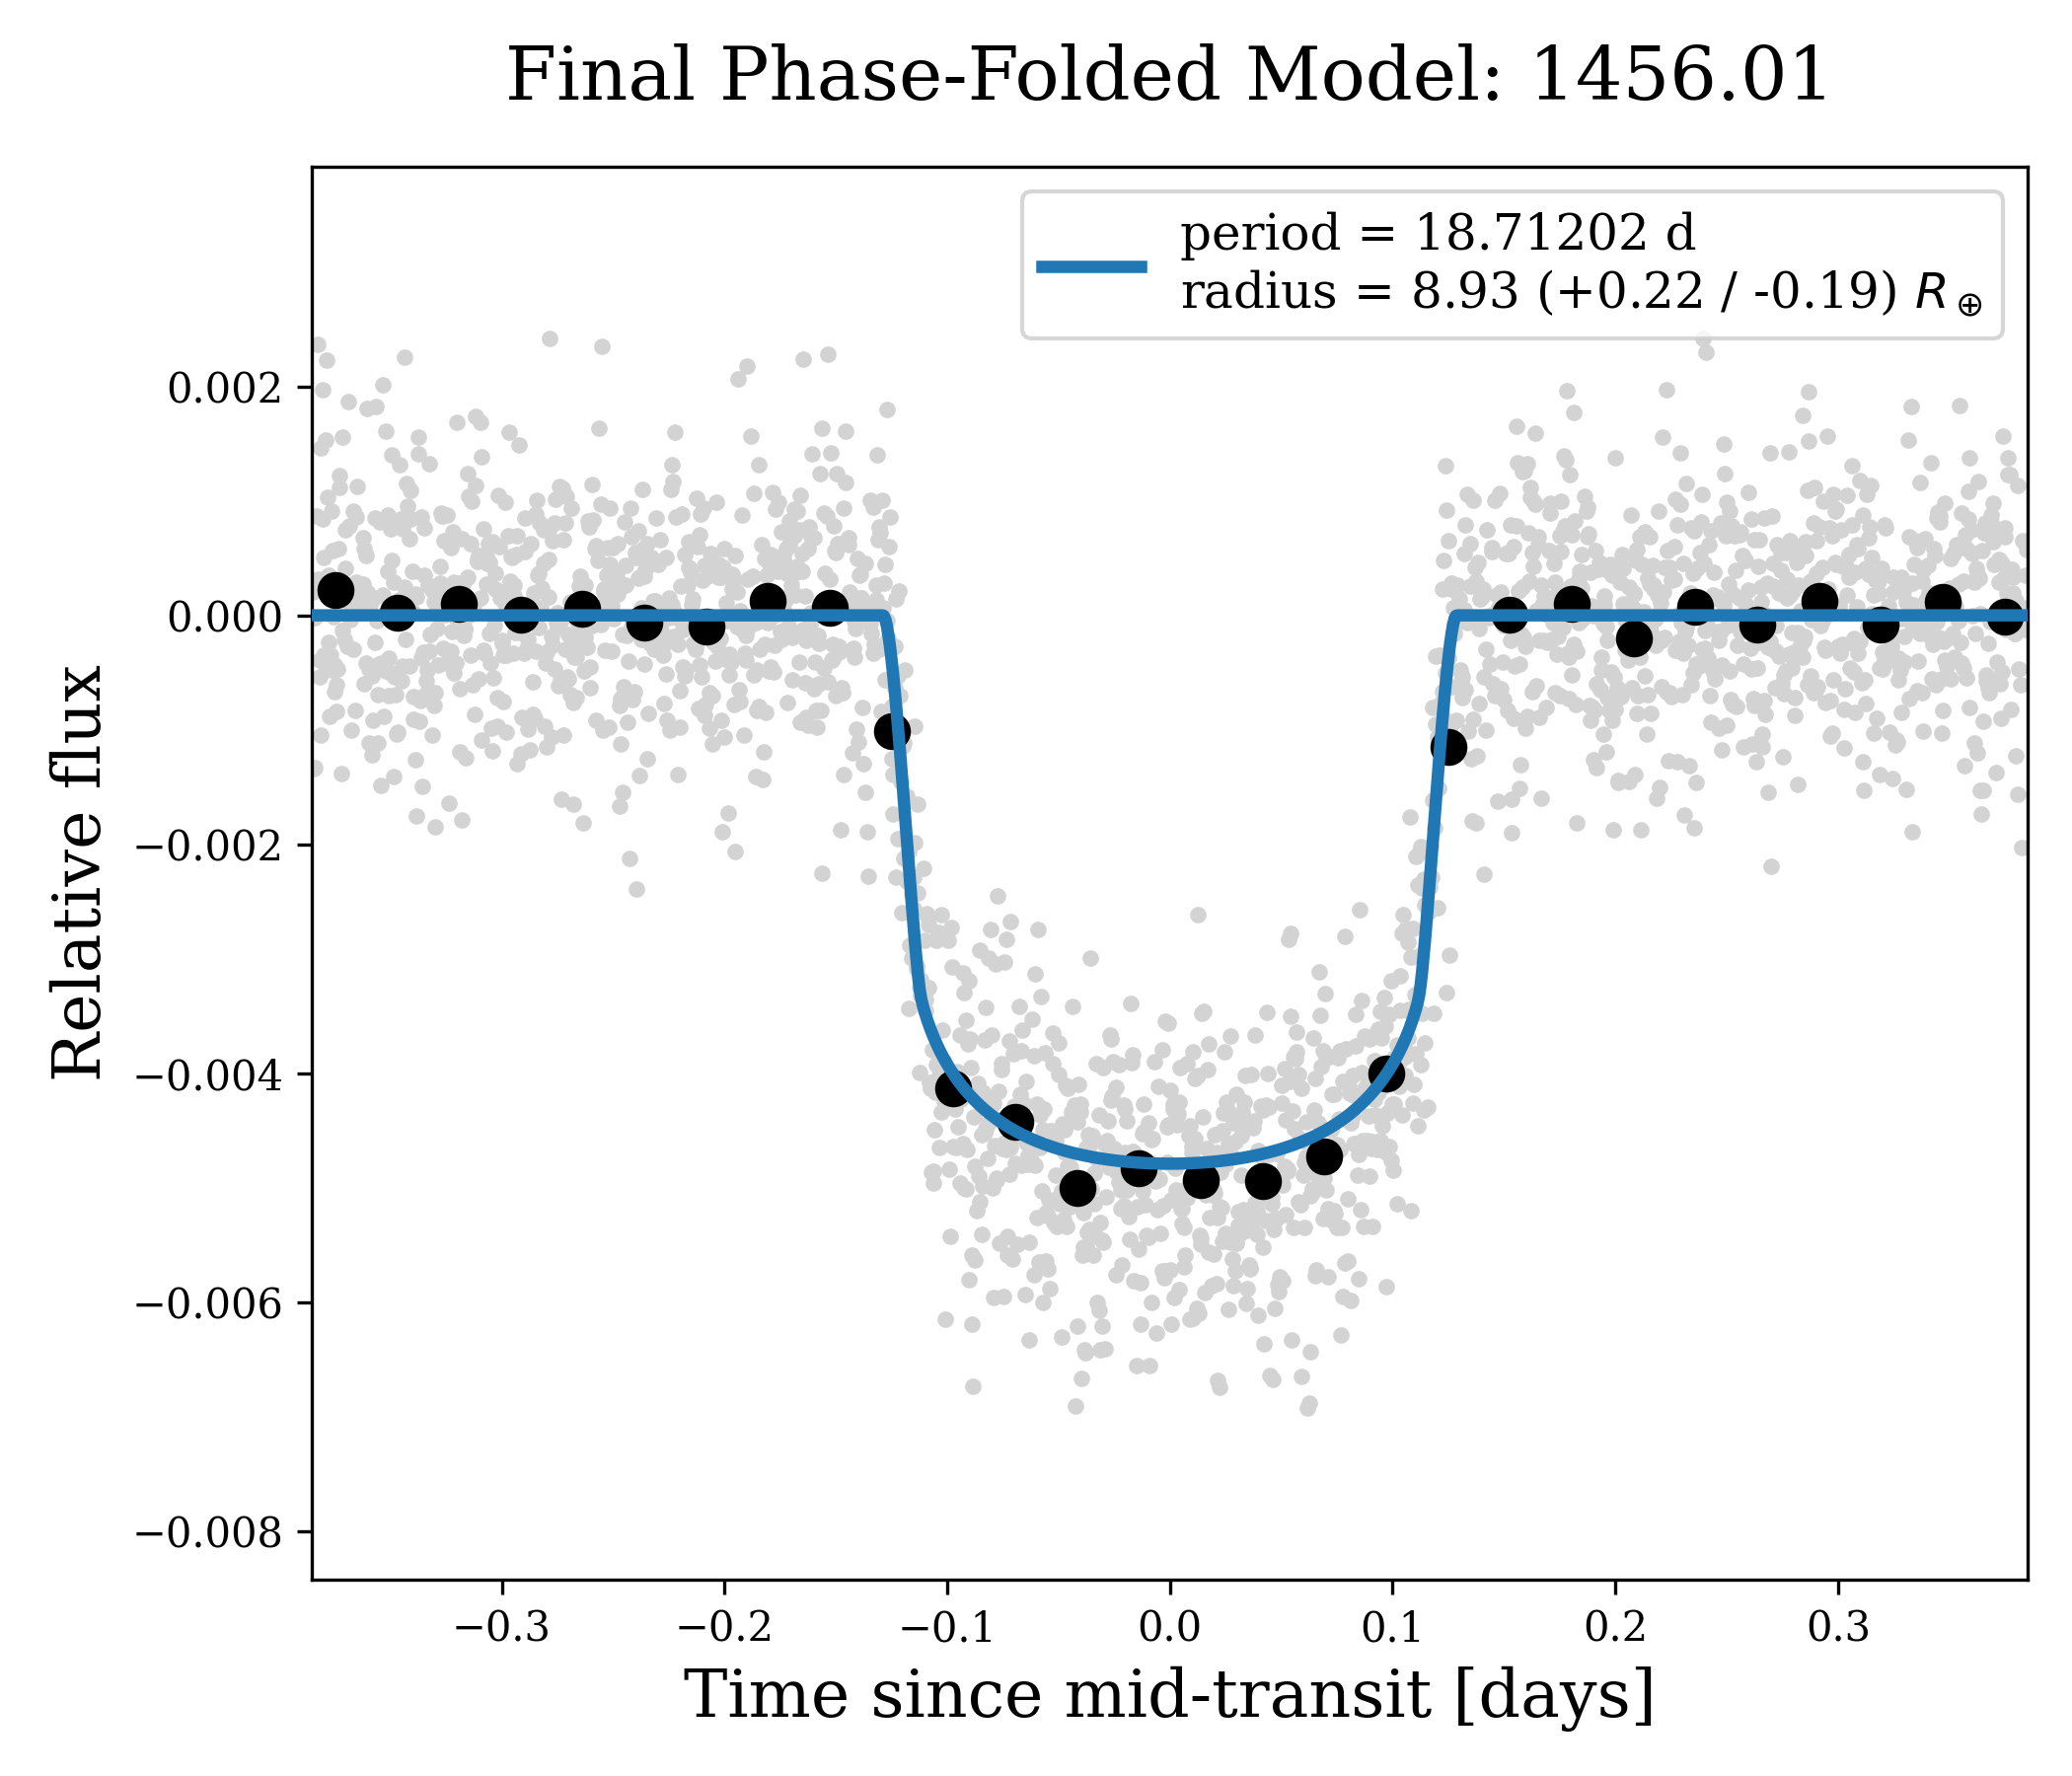 Final Phase-Folded Model: 1456.01
period = 18.71202 d
radius = 8.93 (+0.22 / -0.19) R⊕
0.002
0.000
−0.002
−0.004
−0.006
−0.008
Relative flux
−0.3 −0.2 −0.1 0.0 0.1 0.2 0.3
Time since mid-transit [days]